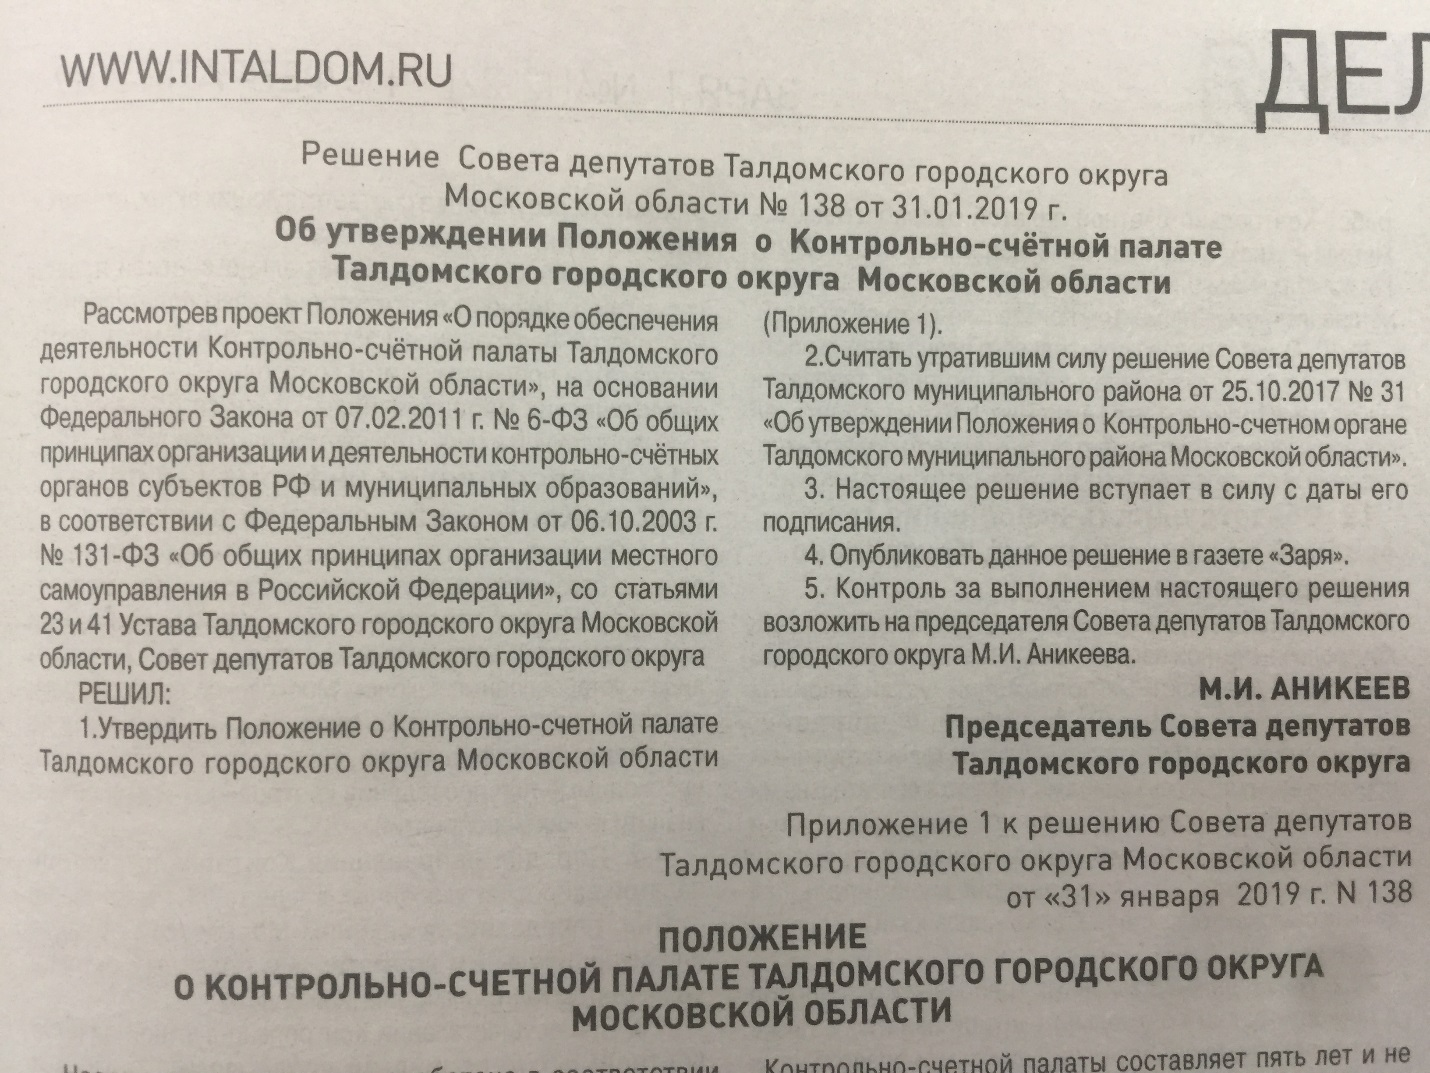 WWW.INTALDOM.RU
ДЕЛ
Решение Совета депутатов Талдомского городского округа
Московской области № 138 от 31.01.2019 г.
Об утверждении Положения о Контрольно-счётной палате
Талдомского городского округа Московской области
Рассмотрев проект Положения «О порядке обеспечения
деятельности Контрольно-счётной палаты Талдомского
городского округа Московской области», на основании
Федерального Закона от 07.02.2011 г. № 6-ФЗ «Об общих
принципах организации и деятельности контрольно-счётных
органов субъектов РФ и муниципальных образований»,
в соответствии с Федеральным Законом от 06.10.2003 г.
№ 131-ФЗ «Об общих принципах организации местного
самоуправления в Российской Федерации», со статьями
23 и 41 Устава Талдомского городского округа Московской
области, Совет депутатов Талдомского городского округа
РЕШИЛ:
1.Утвердить Положение о Контрольно-счетной палате
Талдомского городского округа Московской области
(Приложение 1).
2.Считать утратившим силу решение Совета депутатов
Талдомского муниципального района от 25.10.2017 № 31
«Об утверждении Положения о Контрольно-счетном органе
Талдомского муниципального района Московской области».
3. Настоящее решение вступает в силу с даты его
подписания.
4. Опубликовать данное решение в газете «Заря».
5. Контроль за выполнением настоящего решения
возложить на председателя Совета депутатов Талдомского
городского округа М.И. Аникеева.
М.И. АНИКЕЕВ
Председатель Совета депутатов
Талдомского городского округа
Приложение 1 к решению Совета депутатов
Талдомского городского округа Московской области
от «31» января 2019 г. N 138
ПОЛОЖЕНИЕ
О КОНТРОЛЬНО-СЧЕТНОЙ ПАЛАТЕ ТАЛДОМСКОГО ГОРОДСКОГО ОКРУГА
МОСКОВСКОЙ ОБЛАСТИ
в соответствии
Контрольно-счетной палаты составляет пять лет и не